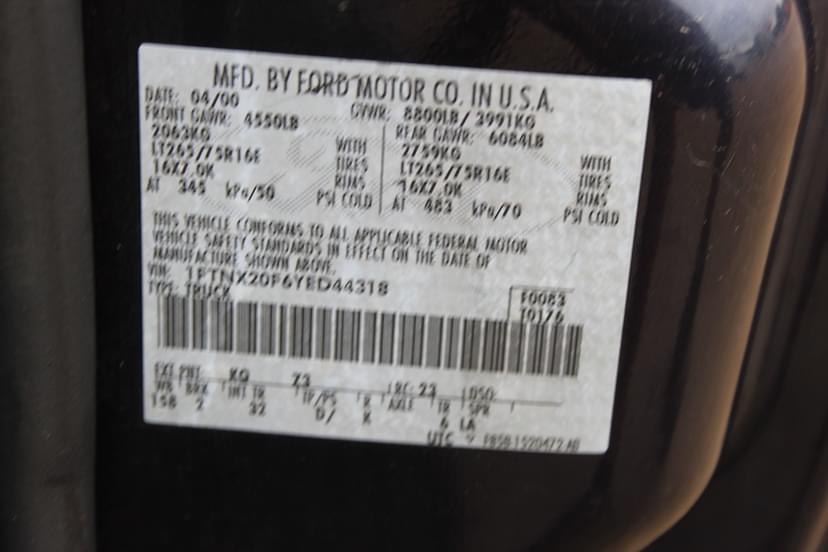 MFD. BY FORD MOTOR CO. IN U.S.A.
DATE: 04/00 GVWR: 8800LB/ 3991KG
FRONT GAWR: 4550LB REAR GAWR: 6084LB
2063KG WITH 2759KG WITH
LT265/75R16E TIRES LT265/75R16E TIRES
16X7.0K RIMS 16X7.0K RIMS
AT 345 kPa/50 PSI COLD AT 483 kPa/70 PSI COLD
THIS VEHICLE CONFORMS TO ALL APPLICABLE FEDERAL MOTOR
VEHICLE SAFETY STANDARDS IN EFFECT ON THE DATE OF
MANUFACTURE SHOWN ABOVE.
VIN: 1FTNX20F6YED44318
TYPE: TRUCK F0083
T0176
EXT PNT: KQ Z3 RC: 23 DSO:
WB BRK INT TR TP/PS R AXLE TR SPR
158 2 32 D/ K 6 LA
UTC F85B-1520472-AB